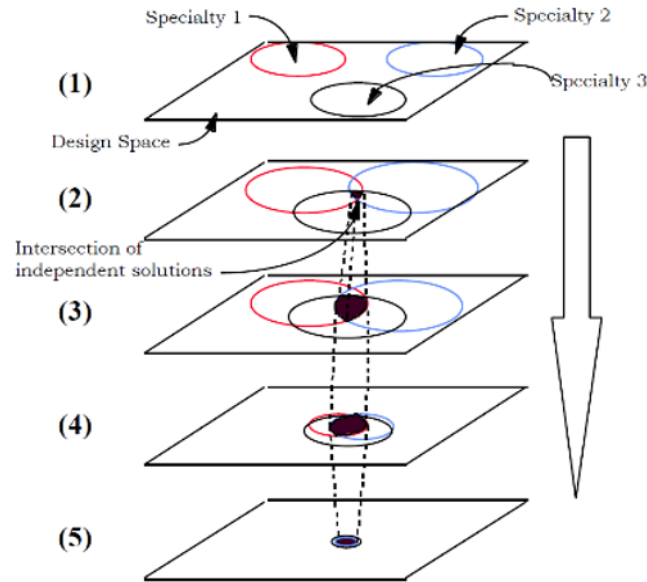 Specialty 1
Specialty 2
(1)
Specialty 3
Design Space
(2)
Intersection of
independent solutions
(3)
(4)
(5)